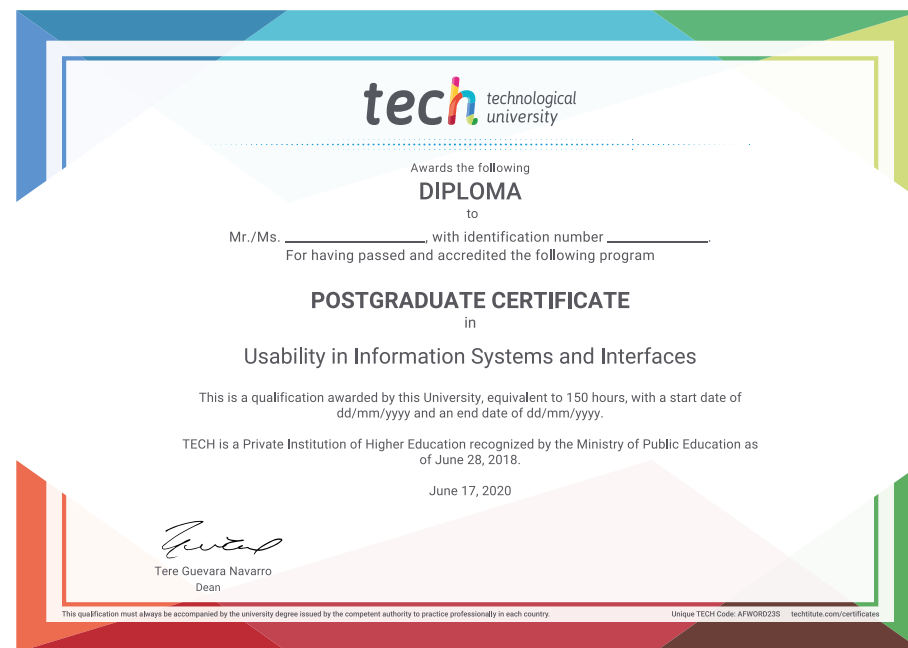 tech technological
university
Awards the following
DIPLOMA
to
Mr./Ms. ____________________, with identification number _______________.
For having passed and accredited the following program
POSTGRADUATE CERTIFICATE
in
Usability in Information Systems and Interfaces
This is a qualification awarded by this University, equivalent to 150 hours, with a start date of
dd/mm/yyyy and an end date of dd/mm/yyyy.
TECH is a Private Institution of Higher Education recognized by the Ministry of Public Education as
of June 28, 2018.
June 17, 2020
Tere Guevara Navarro
Dean
This qualification must always be accompanied by the university degree issued by the competent authority to practice professionally in each country. Unique TECH Code: AFWORD23S techtitute.com/certificates